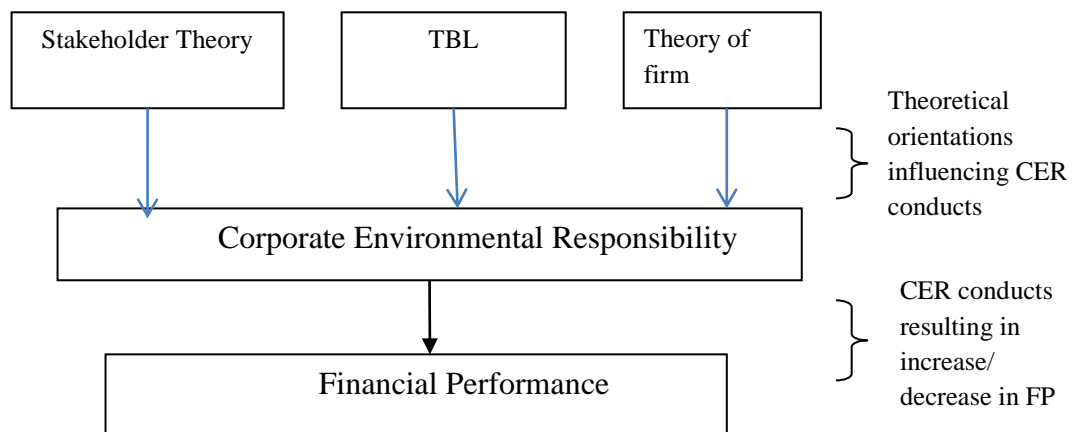 Stakeholder Theory
TBL
Theory of
firm
Theoretical
orientations
influencing CER
conducts
Corporate Environmental Responsibility
CER conducts
resulting in
increase/
decrease in FP
Financial Performance